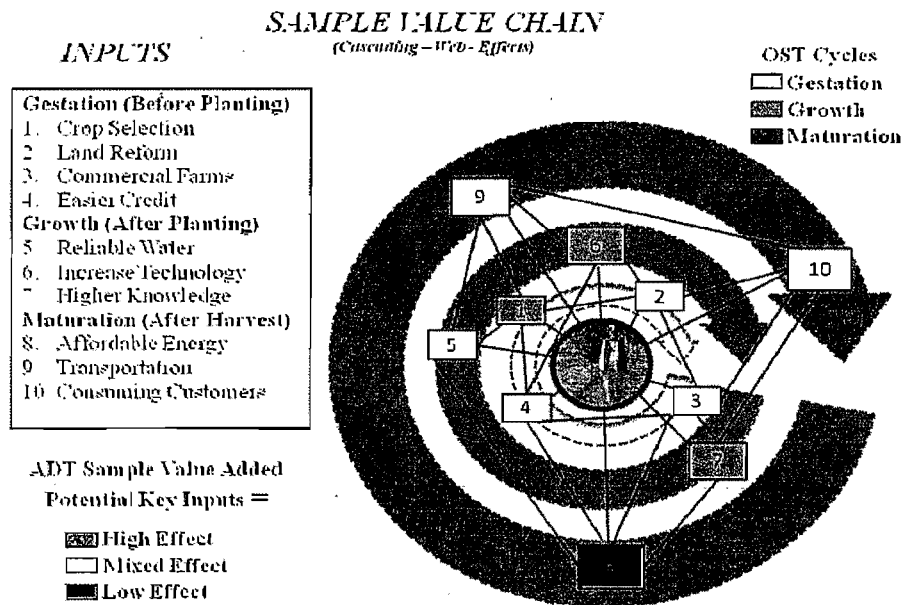 SAMPLE VALUE CHAIN
(Cascading – Web - Effects)
INPUTS
Gestation (Before Planting)
1. Crop Selection
2 Land Reform
3. Commercial Farms
4. Easier Credit
Growth (After Planting)
5 Reliable Water
6. Increase Technology
7 Higher Knowledge
Maturation (After Harvest)
8. Affordable Energy
9 Transportation
10 Consuming Customers
OST Cycles
Gestation
Growth
Maturation
9
6
10
2
1
5
4
3
7
ADT Sample Value Added
Potential Key Inputs =
High Effect
Mixed Effect
Low Effect